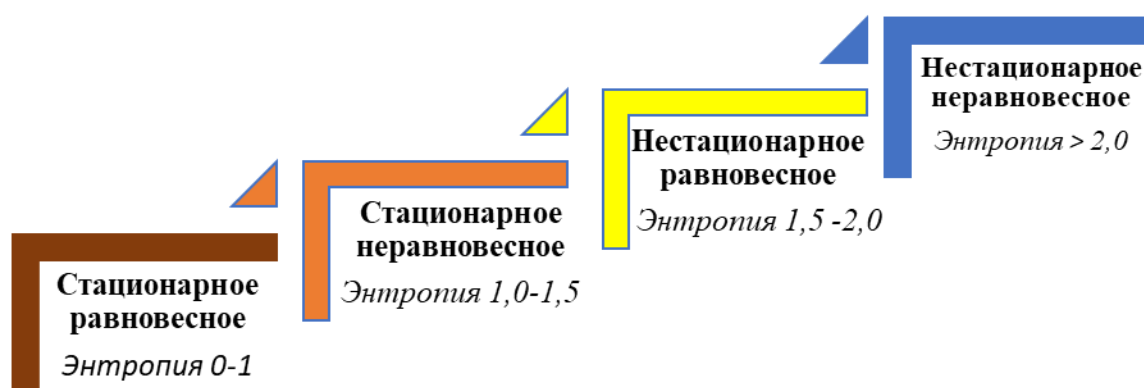 Стационарное
равновесное
Энтропия 0-1
Стационарное
неравновесное
Энтропия 1,0-1,5
Нестационарное
равновесное
Энтропия 1,5 -2,0
Нестационарное
неравновесное
Энтропия > 2,0